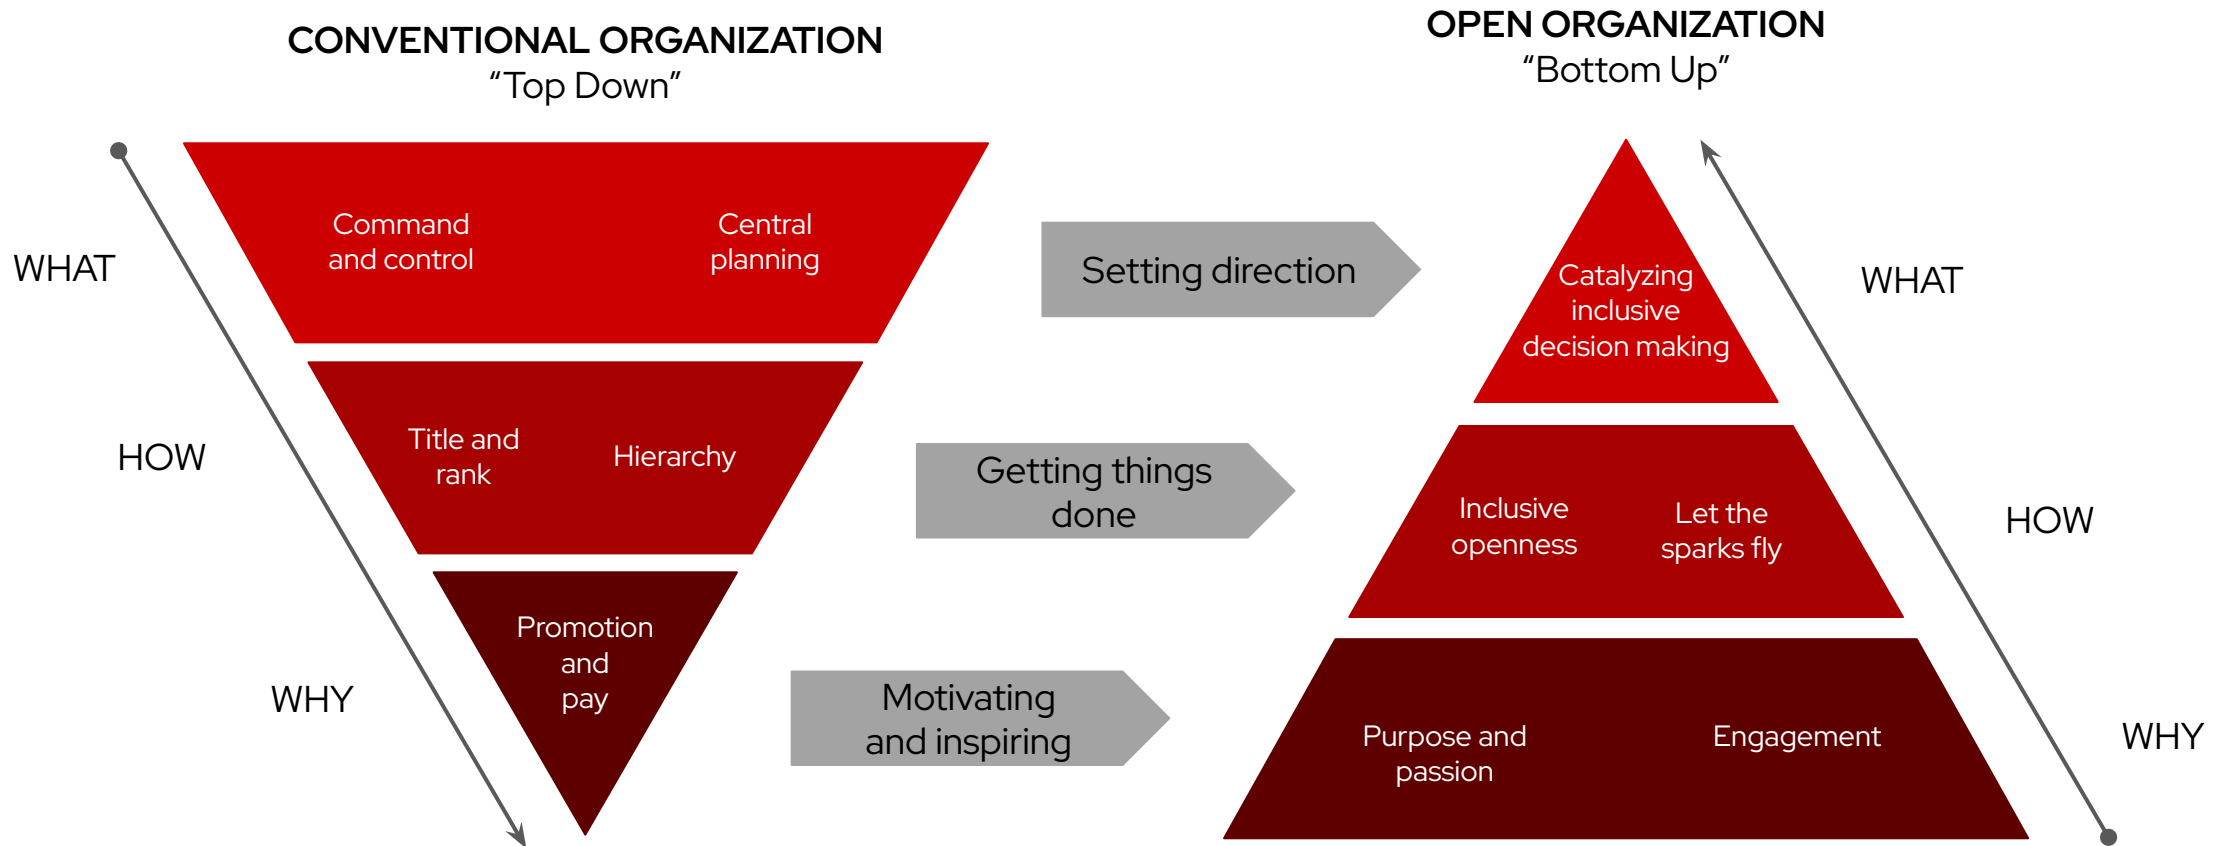 CONVENTIONAL ORGANIZATION
“Top Down”
WHAT
Command
and control
Central
planning
HOW
Title and
rank
Hierarchy
WHY
Promotion
and
pay
Setting direction
Getting things
done
Motivating
and inspiring
OPEN ORGANIZATION
“Bottom Up”
Catalyzing
inclusive
decision making
WHAT
Inclusive
openness
Let the
sparks fly
HOW
Purpose and
passion
Engagement
WHY